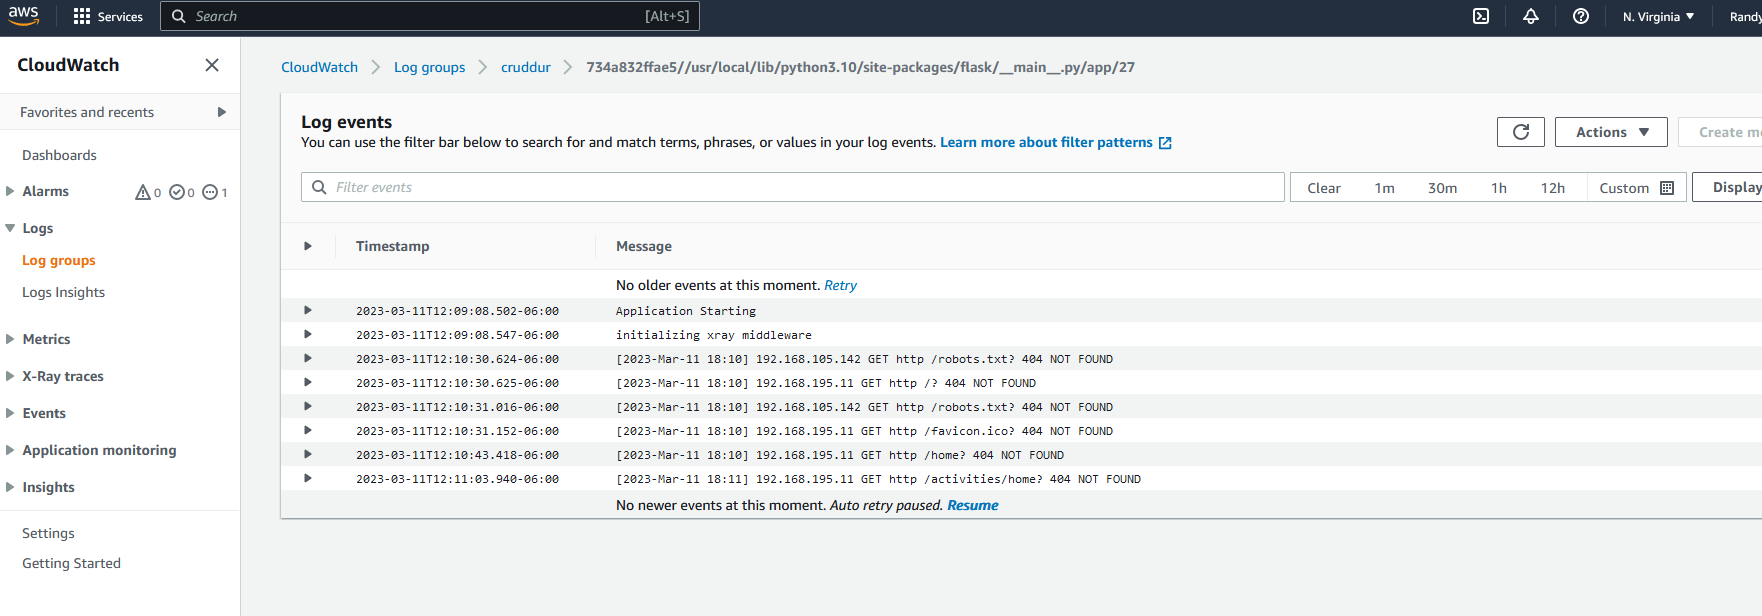 aws Services Search [Alt+S] N. Virginia Randy
CloudWatch
Favorites and recents
Dashboards
Alarms 0 0 1
Logs
Log groups
Logs Insights
Metrics
X-Ray traces
Events
Application monitoring
Insights
Settings
Getting Started
CloudWatch Log groups cruddur 734a832ffae5//usr/local/lib/python3.10/site-packages/flask/__main__.py/app/27
Log events
You can use the filter bar below to search for and match terms, phrases, or values in your log events. Learn more about filter patterns
Actions Create me
Filter events Clear 1m 30m 1h 12h Custom Display
Timestamp Message
No older events at this moment. Retry
2023-03-11T12:09:08.502-06:00 Application Starting
2023-03-11T12:09:08.547-06:00 initializing xray middleware
2023-03-11T12:10:30.624-06:00 [2023-Mar-11 18:10] 192.168.105.142 GET http /robots.txt? 404 NOT FOUND
2023-03-11T12:10:30.625-06:00 [2023-Mar-11 18:10] 192.168.195.11 GET http /? 404 NOT FOUND
2023-03-11T12:10:31.016-06:00 [2023-Mar-11 18:10] 192.168.105.142 GET http /robots.txt? 404 NOT FOUND
2023-03-11T12:10:31.152-06:00 [2023-Mar-11 18:10] 192.168.195.11 GET http /favicon.ico? 404 NOT FOUND
2023-03-11T12:10:43.418-06:00 [2023-Mar-11 18:10] 192.168.195.11 GET http /home? 404 NOT FOUND
2023-03-11T12:11:03.940-06:00 [2023-Mar-11 18:11] 192.168.195.11 GET http /activities/home? 404 NOT FOUND
No newer events at this moment. Auto retry paused. Resume